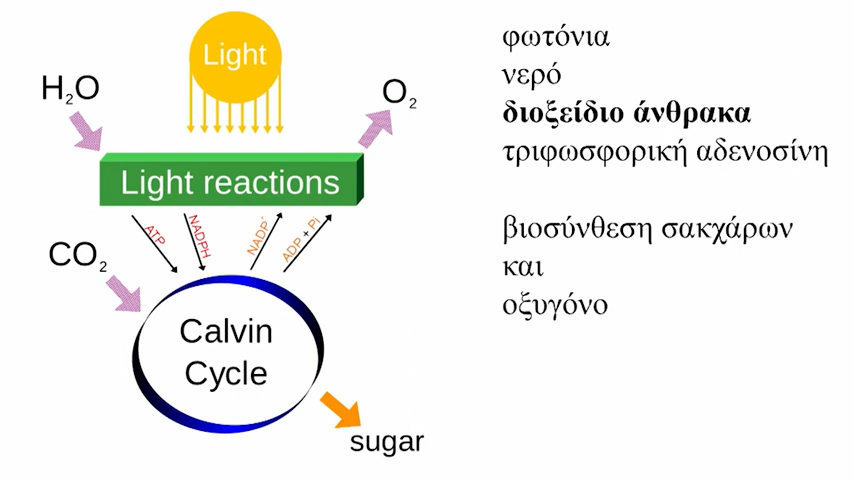 Light
H₂O
O₂
Light reactions
ATP
NADPH
NADP⁺
ADP + Pi
CO₂
Calvin
Cycle
sugar
φωτόνια
νερό
διοξείδιο άνθρακα
τριφωσφορική αδενοσίνη
βιοσύνθεση σακχάρων
και
οξυγόνο